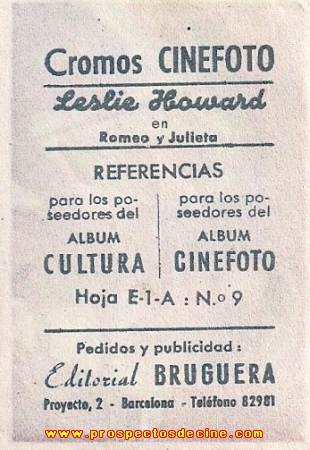 Cromos CINEFOTO
Leslie Howard
en
Romeo y Julieta
REFERENCIAS
para los po-
seedores del
ALBUM
CULTURA
para los po-
seedores del
ALBUM
CINEFOTO
Hoja E-1-A : N.o 9
Pedidos y publicidad :
Editorial BRUGUERA
Proyecto, 2 - Barcelona - Teléfono 82981
www.prospectosdecine.com